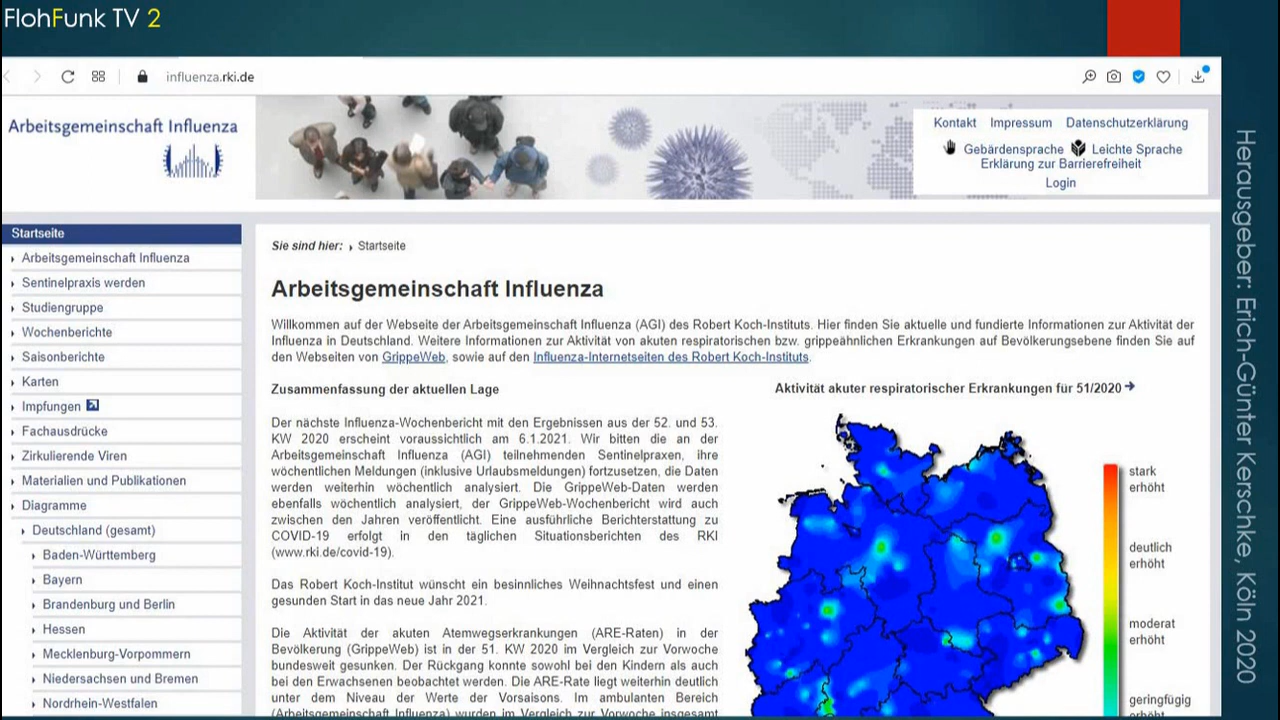 FlohFunk TV 2
influenza.rki.de
Arbeitsgemeinschaft Influenza
Kontakt Impressum Datenschutzerklärung
Gebärdensprache Leichte Sprache
Erklärung zur Barrierefreiheit
Login
Startseite
Arbeitsgemeinschaft Influenza
Sentinelpraxis werden
Studiengruppe
Wochenberichte
Saisonberichte
Karten
Impfungen
Fachausdrücke
Zirkulierende Viren
Materialien und Publikationen
Diagramme
Deutschland (gesamt)
Baden-Württemberg
Bayern
Brandenburg und Berlin
Hessen
Mecklenburg-Vorpommern
Niedersachsen und Bremen
Nordrhein-Westfalen
Sie sind hier: Startseite
Arbeitsgemeinschaft Influenza
Willkommen auf der Webseite der Arbeitsgemeinschaft Influenza (AGI) des Robert Koch-Instituts. Hier finden Sie aktuelle und fundierte Informationen zur Aktivität der
Influenza in Deutschland. Weitere Informationen zur Aktivität von akuten respiratorischen bzw. grippeähnlichen Erkrankungen auf Bevölkerungsebene finden Sie auf
den Webseiten von GrippeWeb, sowie auf den Influenza-Internetseiten des Robert Koch-Instituts.
Zusammenfassung der aktuellen Lage
Der nächste Influenza-Wochenbericht mit den Ergebnissen aus der 52. und 53.
KW 2020 erscheint voraussichtlich am 6.1.2021. Wir bitten die an der
Arbeitsgemeinschaft Influenza (AGI) teilnehmenden Sentinelpraxen, ihre
wöchentlichen Meldungen (inklusive Urlaubsmeldungen) fortzusetzen, die Daten
werden weiterhin wöchentlich analysiert. Die GrippeWeb-Daten werden
ebenfalls wöchentlich analysiert, der GrippeWeb-Wochenbericht wird auch
zwischen den Jahren veröffentlicht. Eine ausführliche Berichterstattung zu
COVID-19 erfolgt in den täglichen Situationsberichten des RKI
(www.rki.de/covid-19).
Das Robert Koch-Institut wünscht ein besinnliches Weihnachtsfest und einen
gesunden Start in das neue Jahr 2021.
Die Aktivität der akuten Atemwegserkrankungen (ARE-Raten) in der
Bevölkerung (GrippeWeb) ist in der 51. KW 2020 im Vergleich zur Vorwoche
bundesweit gesunken. Der Rückgang konnte sowohl bei den Kindern als auch
bei den Erwachsenen beobachtet werden. Die ARE-Rate liegt weiterhin deutlich
unter dem Niveau der Werte der Vorsaisons. Im ambulanten Bereich
(Arbeitsgemeinschaft Influenza) wurden im Vergleich zur Vorwoche insgesamt
Aktivität akuter respiratorischer Erkrankungen für 51/2020
stark
erhöht
deutlich
erhöht
moderat
erhöht
geringfügig
erhöht
Herausgeber: Erich-Günter Kerschke, Köln 2020